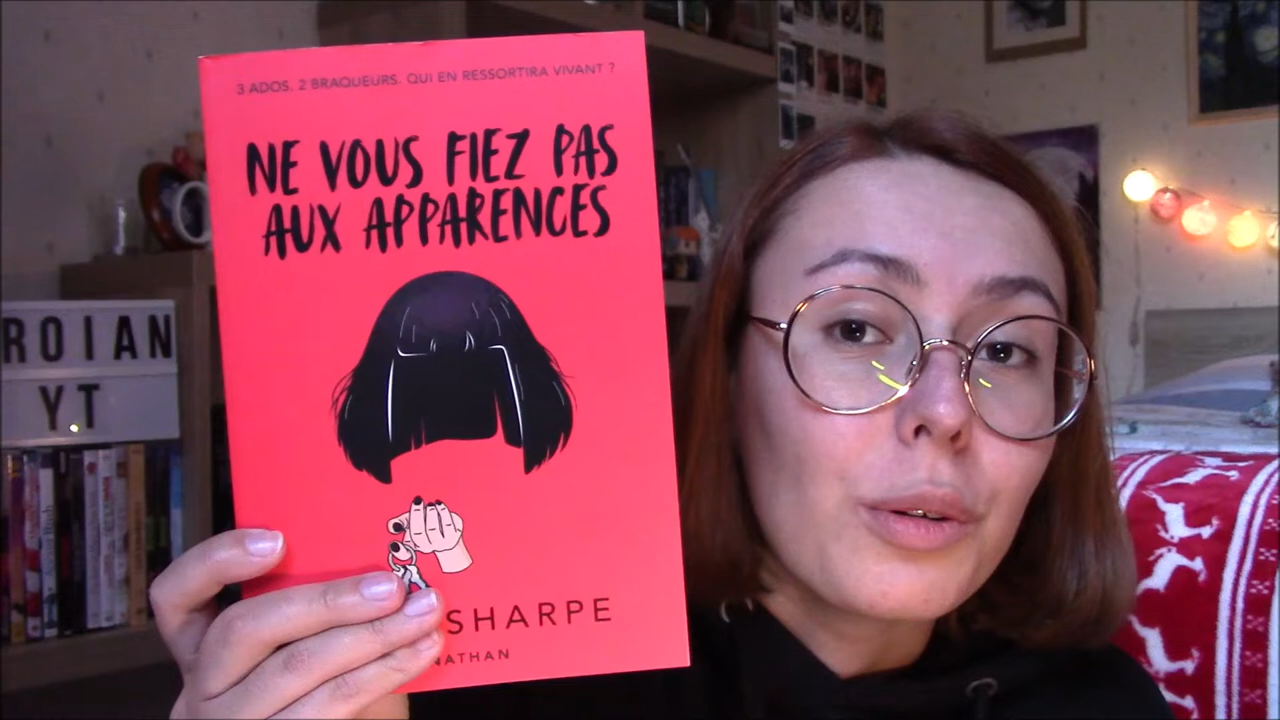 3 ADOS. 2 BRAQUEURS. QUI EN RESSORTIRA VIVANT ?
NE VOUS FIEZ PAS
AUX APPARENCES
SHARPE
NATHAN
ROIAN
YT